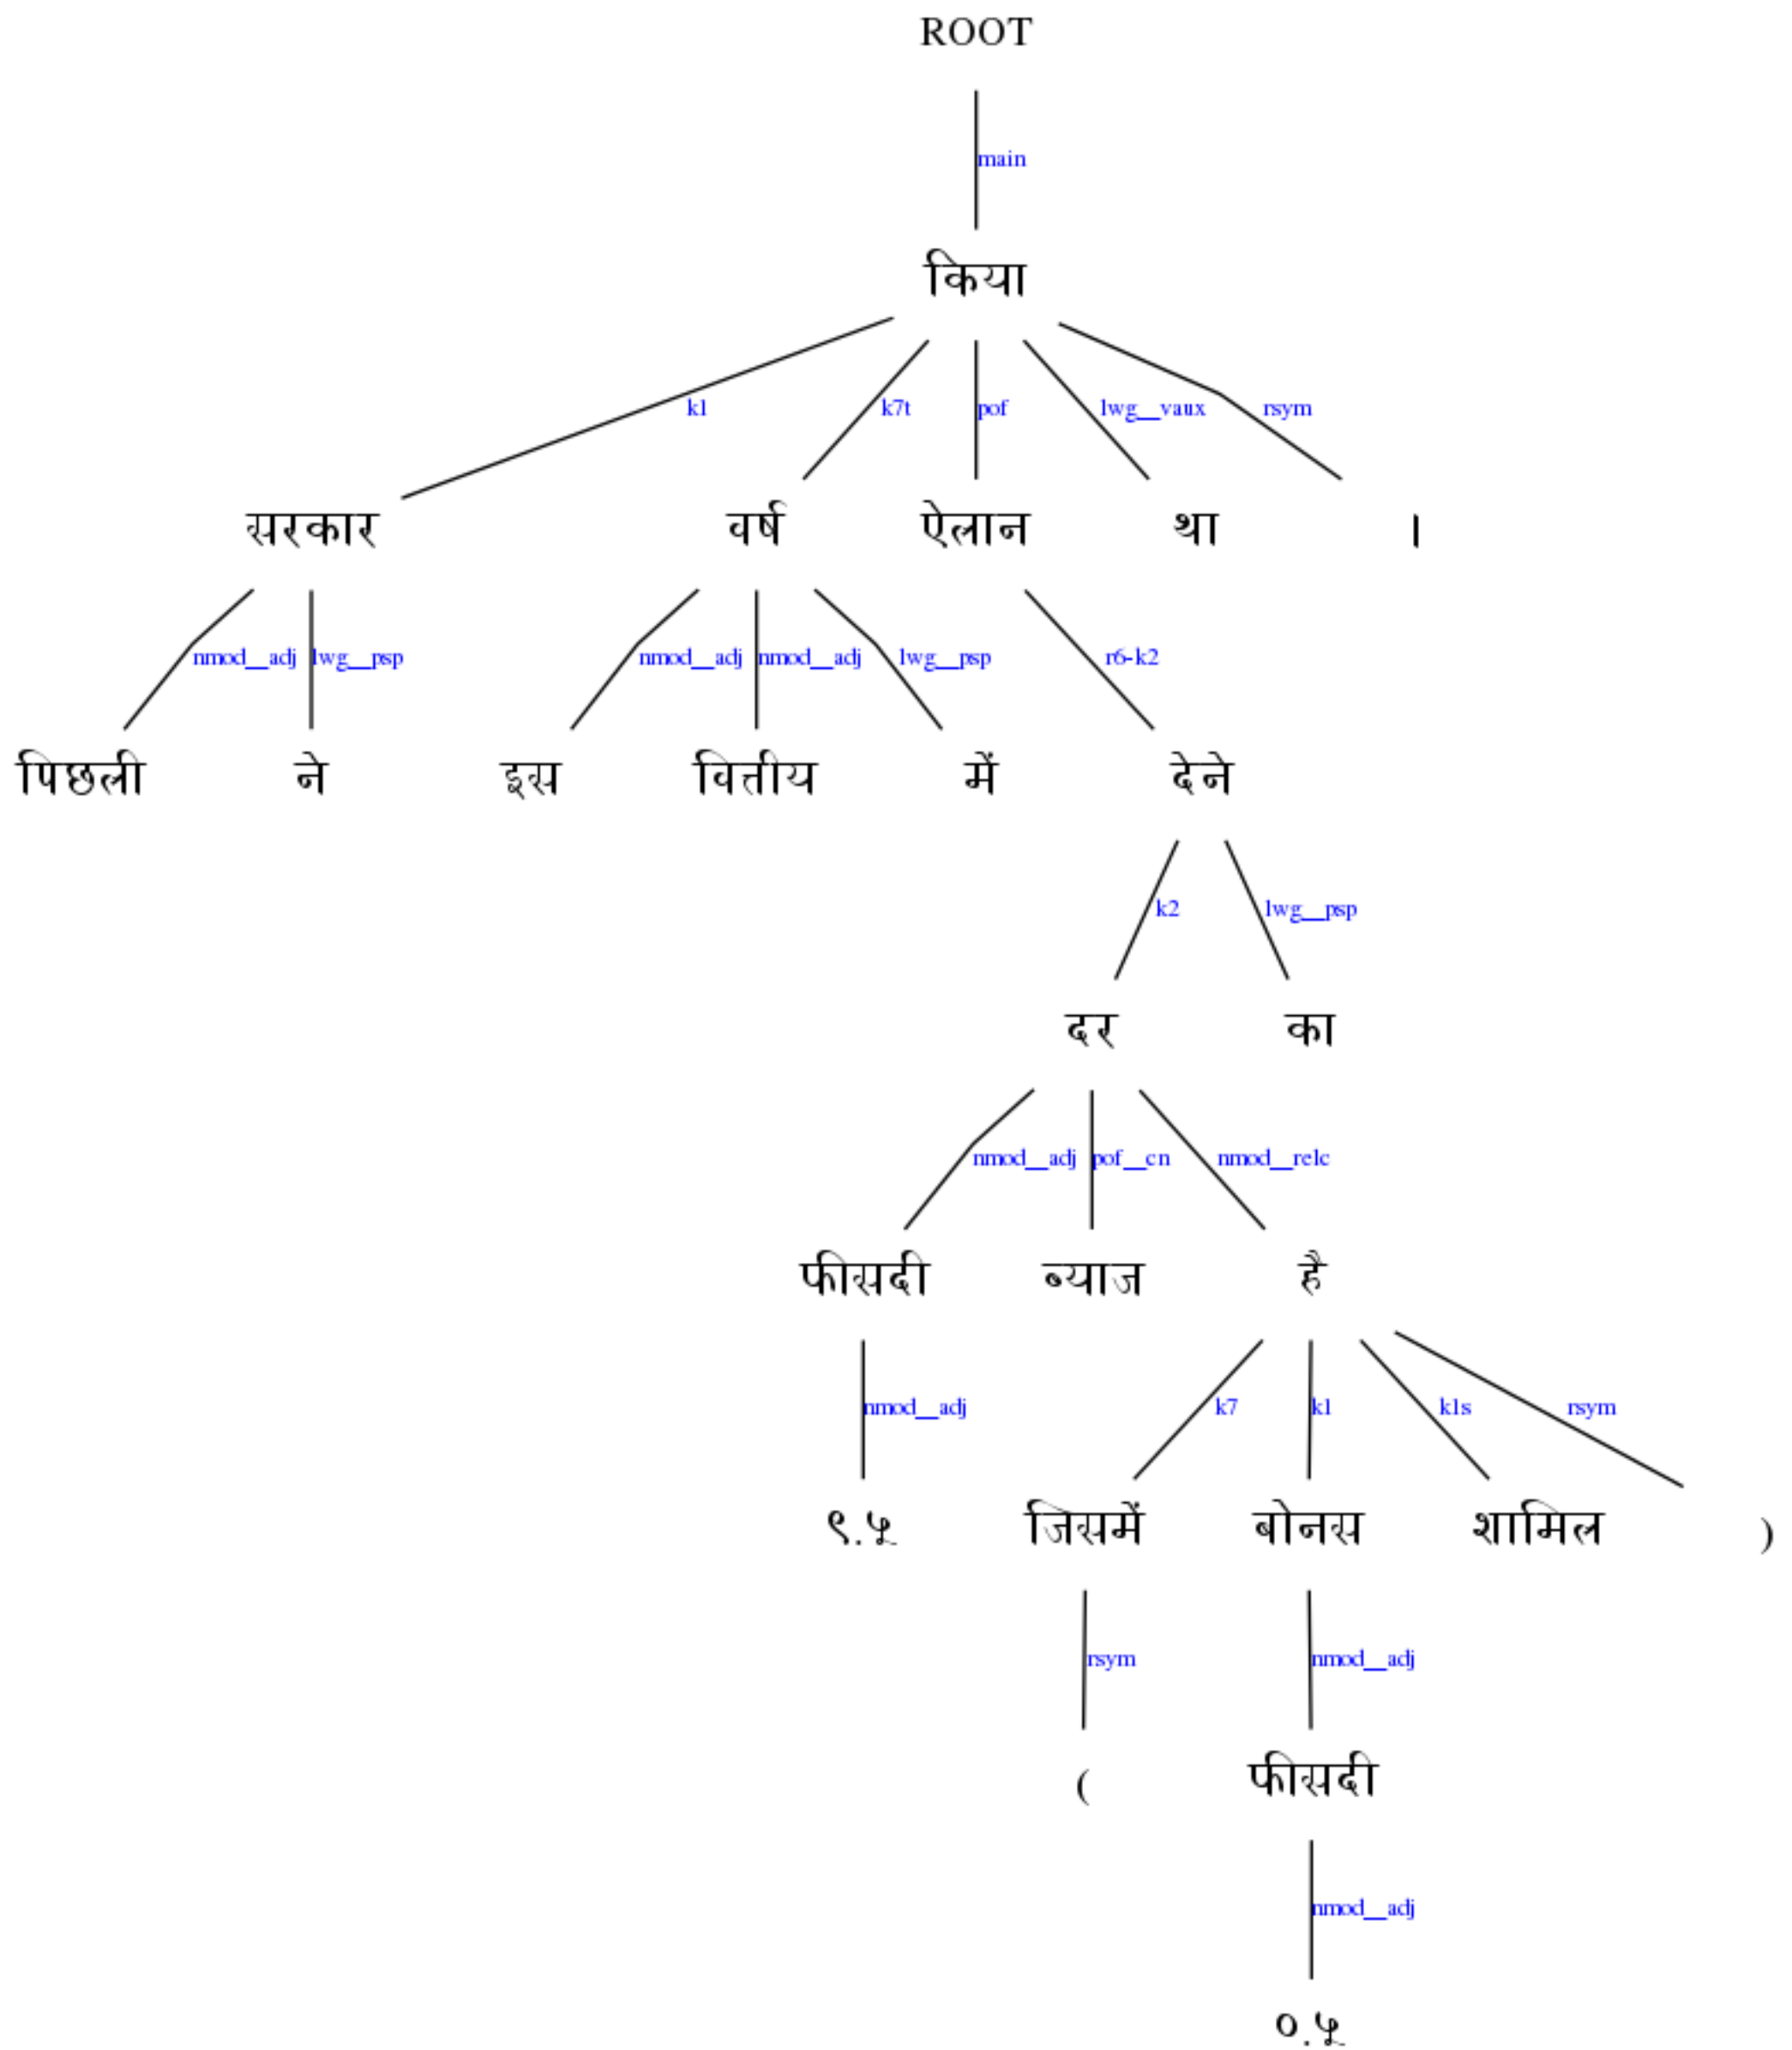 ROOT
main
किया
k1 k7t pof lwg__vaux rsym
सरकार वर्ष ऐलान था ।
nmod__adj lwg__psp nmod__adj nmod__adj lwg__psp r6-k2
पिछली ने इस वित्तीय में देने
k2 lwg__psp
दर का
nmod__adj pof__cn nmod__relc
फीसदी ब्याज है
nmod__adj k7 k1 k1s rsym
९.५ जिसमें बोनस शामिल )
rsym nmod__adj
( फीसदी
nmod__adj
०.५